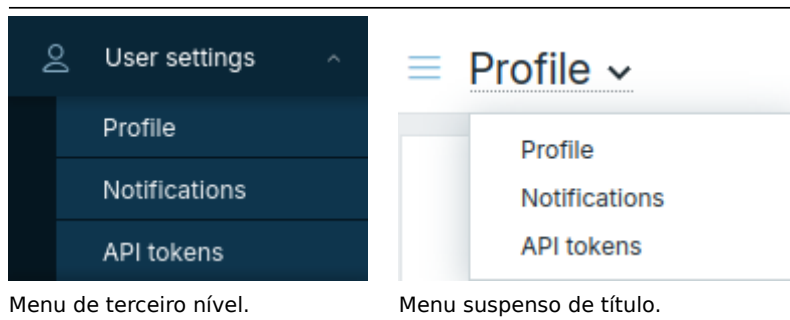 User settings
Profile
Notifications
API tokens
Menu de terceiro nível.
Profile
Profile
Notifications
API tokens
Menu suspenso de título.